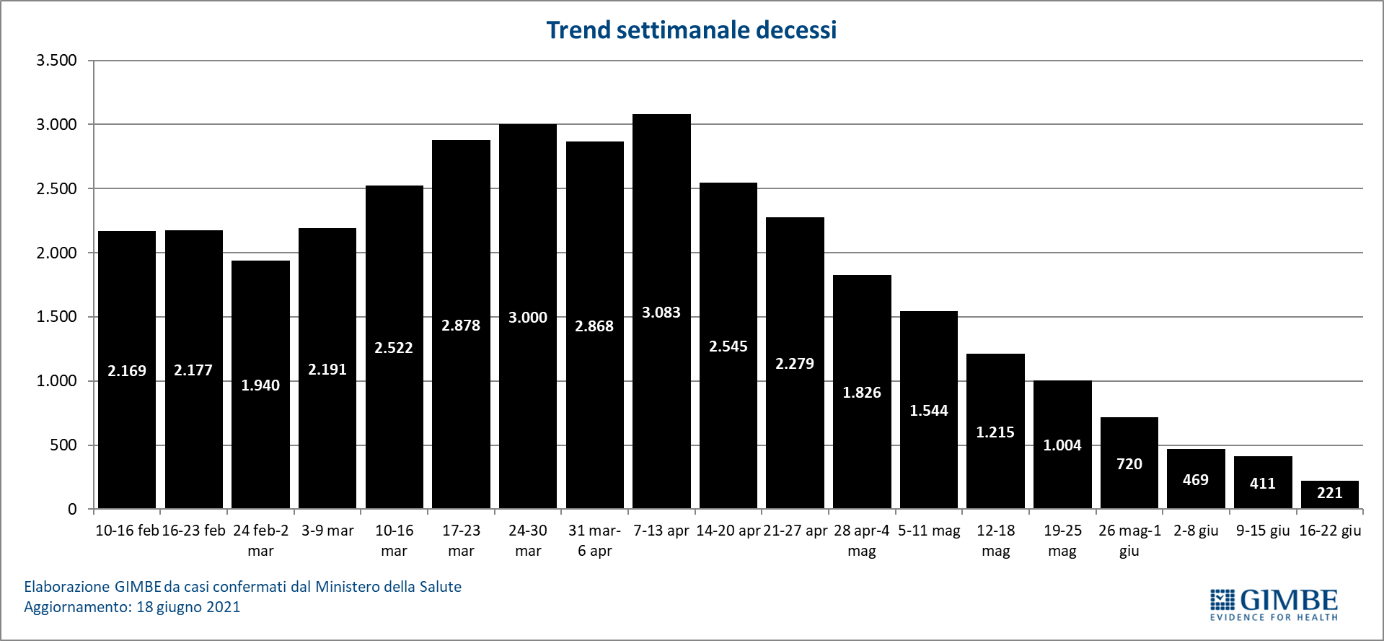 Trend settimanale decessi
3.500
3.000
2.500
2.000
1.500
1.000
500
0
2.169
2.177
1.940
2.191
2.522
2.878
3.000
2.868
3.083
2.545
2.279
1.826
1.544
1.215
1.004
720
469
411
221
10-16 feb
16-23 feb
24 feb-2
mar
3-9 mar
10-16
mar
17-23
mar
24-30
mar
31 mar-
6 apr
7-13 apr
14-20 apr
21-27 apr
28 apr-4
mag
5-11 mag
12-18
mag
19-25
mag
26 mag-1
giu
2-8 giu
9-15 giu
16-22 giu
Elaborazione GIMBE da casi confermati dal Ministero della Salute
Aggiornamento: 18 giugno 2021
GIMBE
EVIDENCE FOR HEALTH